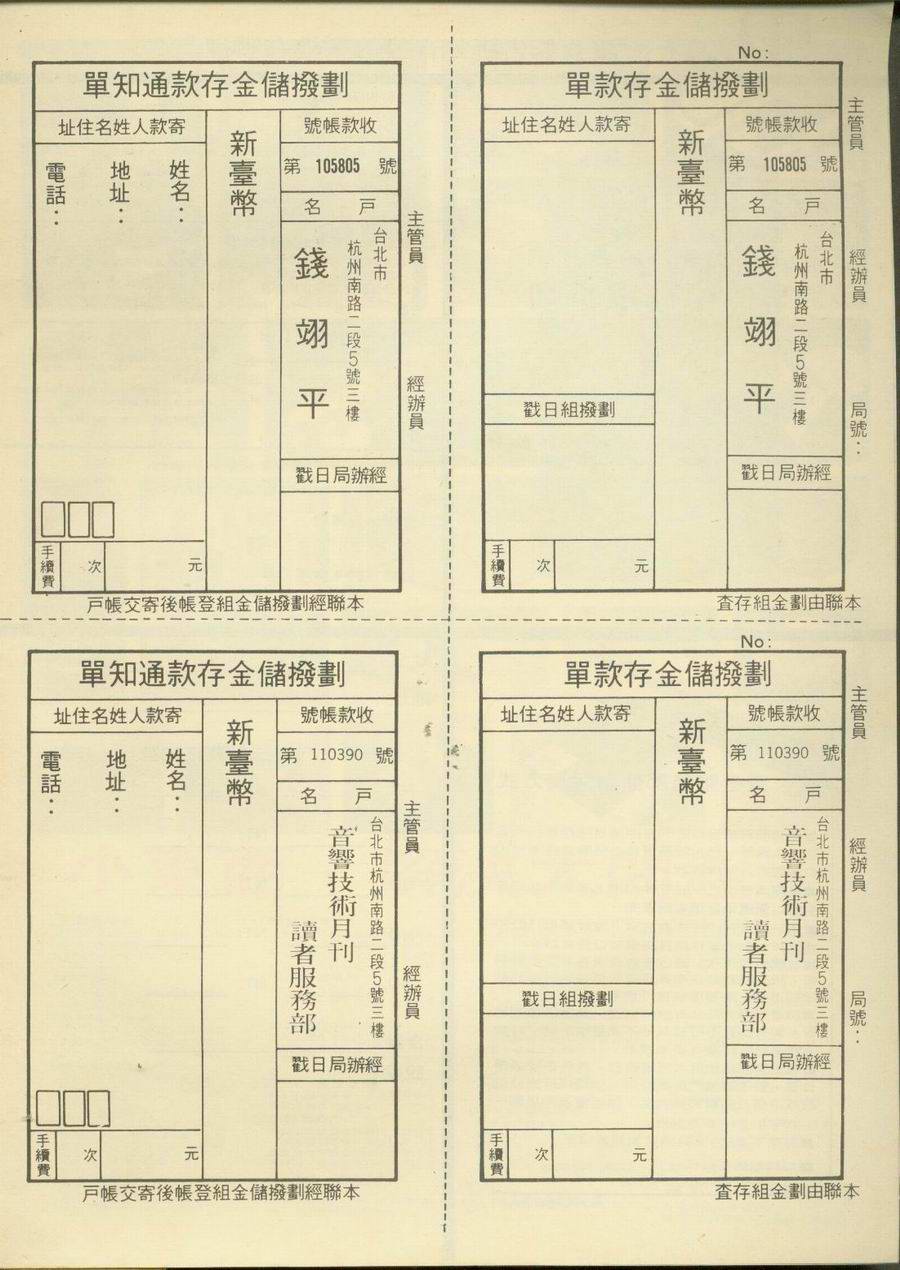 劃撥儲金存款通知單
收款帳號
第 105805 號
戶名
台北市
杭州南路二段5號三樓
錢翊平
經辦局日戳
新臺幣
寄款人姓名住址
姓名：
地址：
電話：
手續費
次
元
主管員
經辦員
本聯經劃撥儲金組登帳後寄交帳戶
No:
劃撥儲金存款單
收款帳號
第 105805 號
戶名
台北市
杭州南路二段5號三樓
錢翊平
經辦局日戳
新臺幣
寄款人姓名住址
劃撥組日戳
手續費
次
元
主管員
經辦員
局號：
本聯由劃金組存査
劃撥儲金存款通知單
收款帳號
第 110390 號
戶名
台北市杭州南路二段5號三樓
音響技術月刊
讀者服務部
經辦局日戳
新臺幣
寄款人姓名住址
姓名：
地址：
電話：
手續費
次
元
主管員
經辦員
本聯經劃撥儲金組登帳後寄交帳戶
No:
劃撥儲金存款單
收款帳號
第 110390 號
戶名
台北市杭州南路二段5號三樓
音響技術月刊
讀者服務部
經辦局日戳
新臺幣
寄款人姓名住址
劃撥組日戳
手續費
次
元
主管員
經辦員
局號：
本聯由劃金組存査